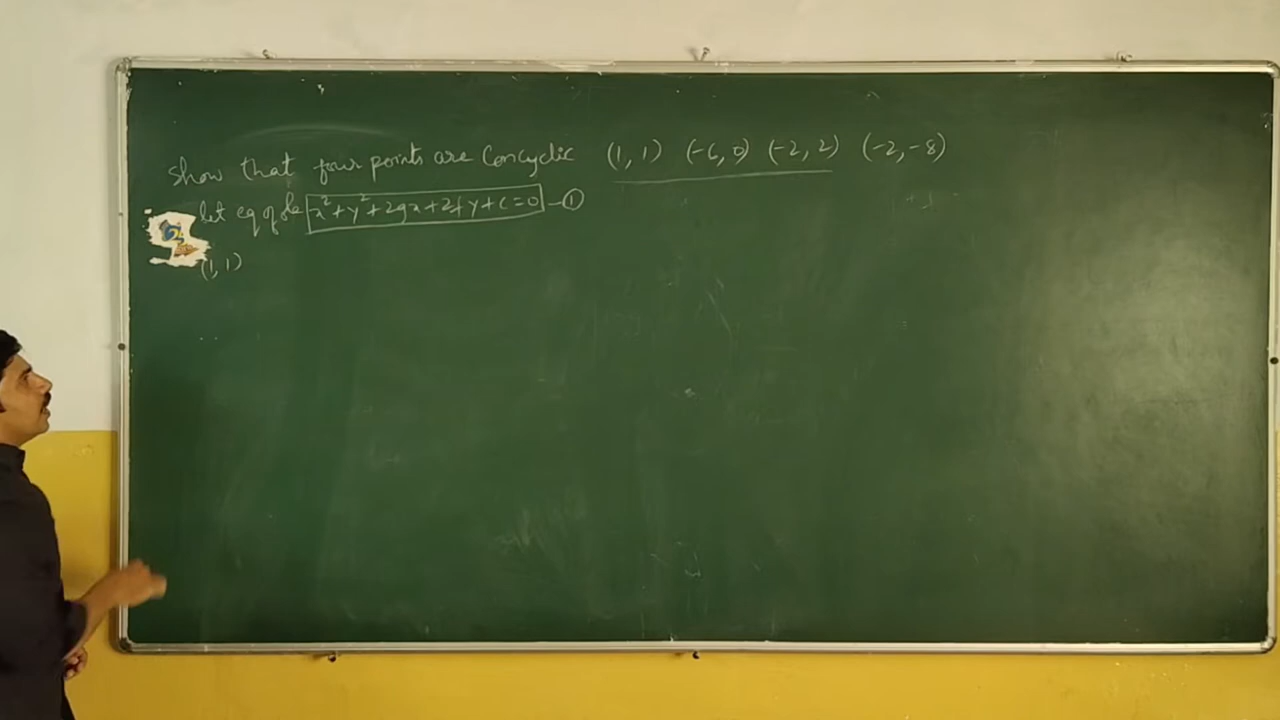 Show that four points are Concyclic (1, 1) (-6, 0) (-2, 2) (-2, -8)
let eq of x²+y²+2gx+2fy+c=0 -①
(1, 1)